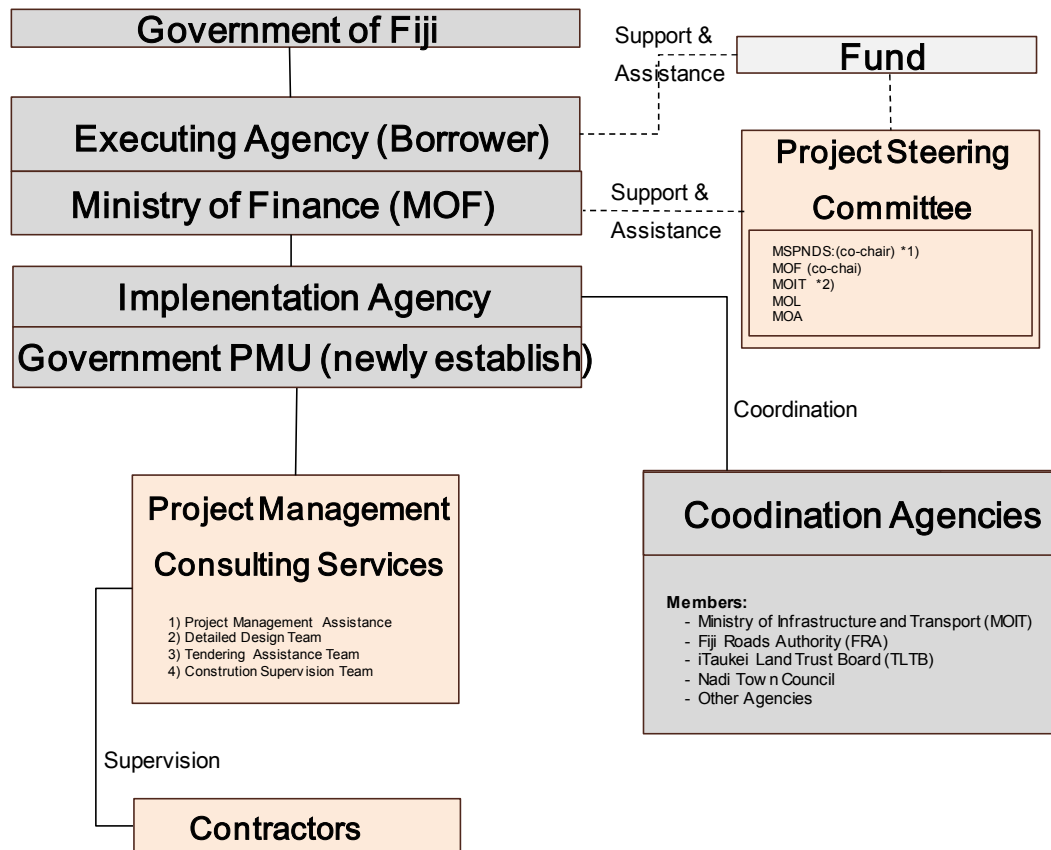 Government of Fiji
Support &
Assistance
Fund
Executing Agency (Borrower)
Ministry of Finance (MOF)
Support &
Assistance
Project Steering
Committee
MSPNDS:(co-chair) *1)
MOF (co-chai)
MOIT *2)
MOL
MOA
Implenentation Agency
Government PMU (newly establish)
Coordination
Project Management
Consulting Services
1) Project Management Assistance
2) Detailed Design Team
3) Tendering Assistance Team
4) Constrution Supervision Team
Coodination Agencies
Members:
- Ministry of Infrastructure and Transport (MOIT)
- Fiji Roads Authority (FRA)
- iTaukei Land Trust Board (TLTB)
- Nadi Town Council
- Other Agencies
Supervision
Contractors